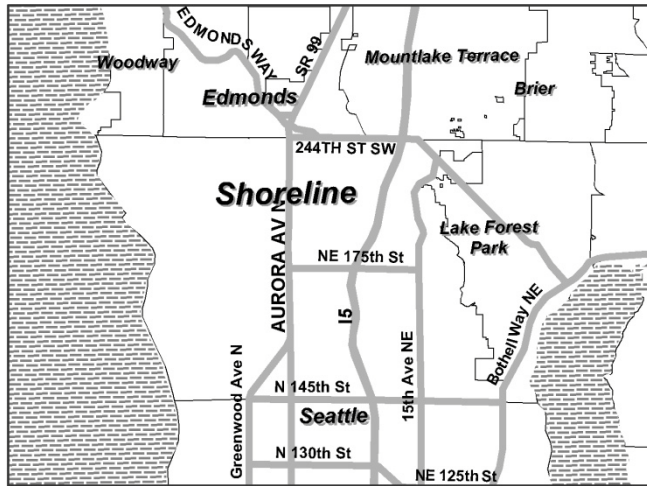 EDMONDS WAY
SR 99
Mountlake Terrace
Woodway
Brier
Edmonds
244TH ST SW
Shoreline
Lake Forest
Park
AURORA AV N
NE 175th St
I5
15th Ave NE
Bothell Way NE
Greenwood Ave N
N 145th St
Seattle
N 130th St
NE 125th St